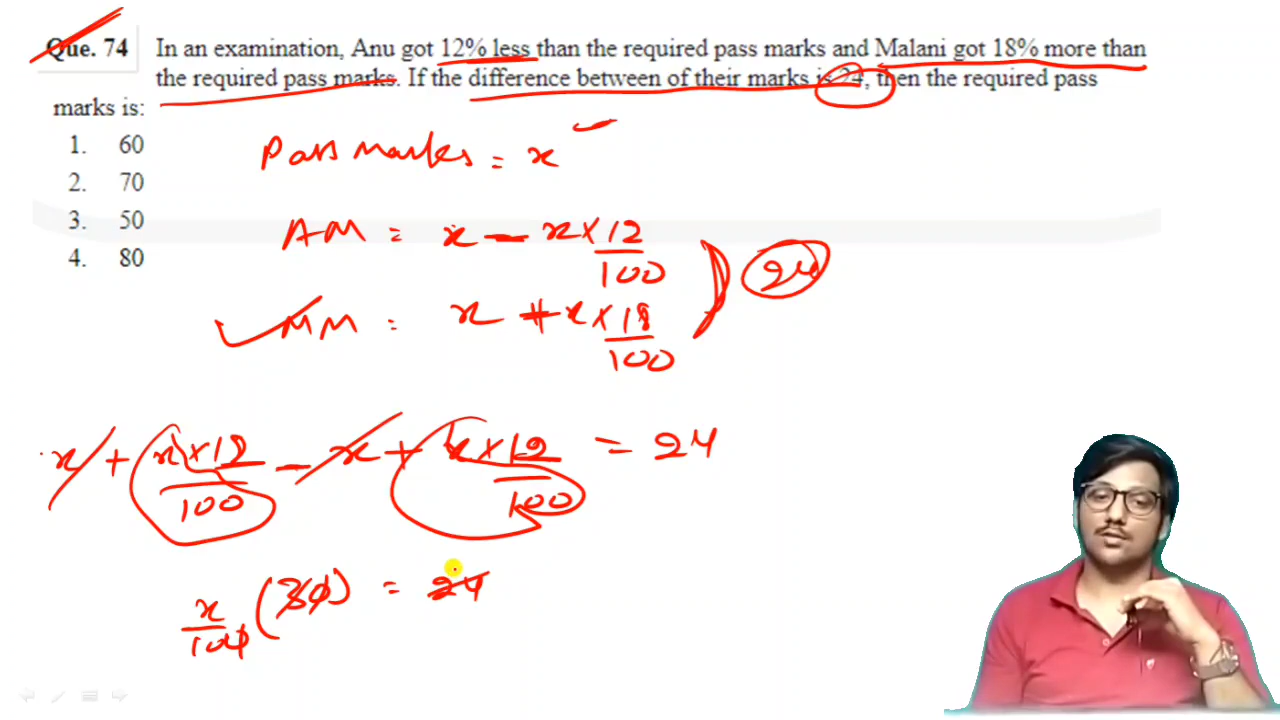 Que. 74 In an examination, Anu got 12% less than the required pass marks and Malani got 18% more than
the required pass marks. If the difference between of their marks is 24, then the required pass
marks is:
1. 60
2. 70
3. 50
4. 80
Pass marks = x
AM = x - x×12/100
MM = x + x×18/100
24
x + x×18/100 - x + x×12/100 = 24
x/100 (30) = 24